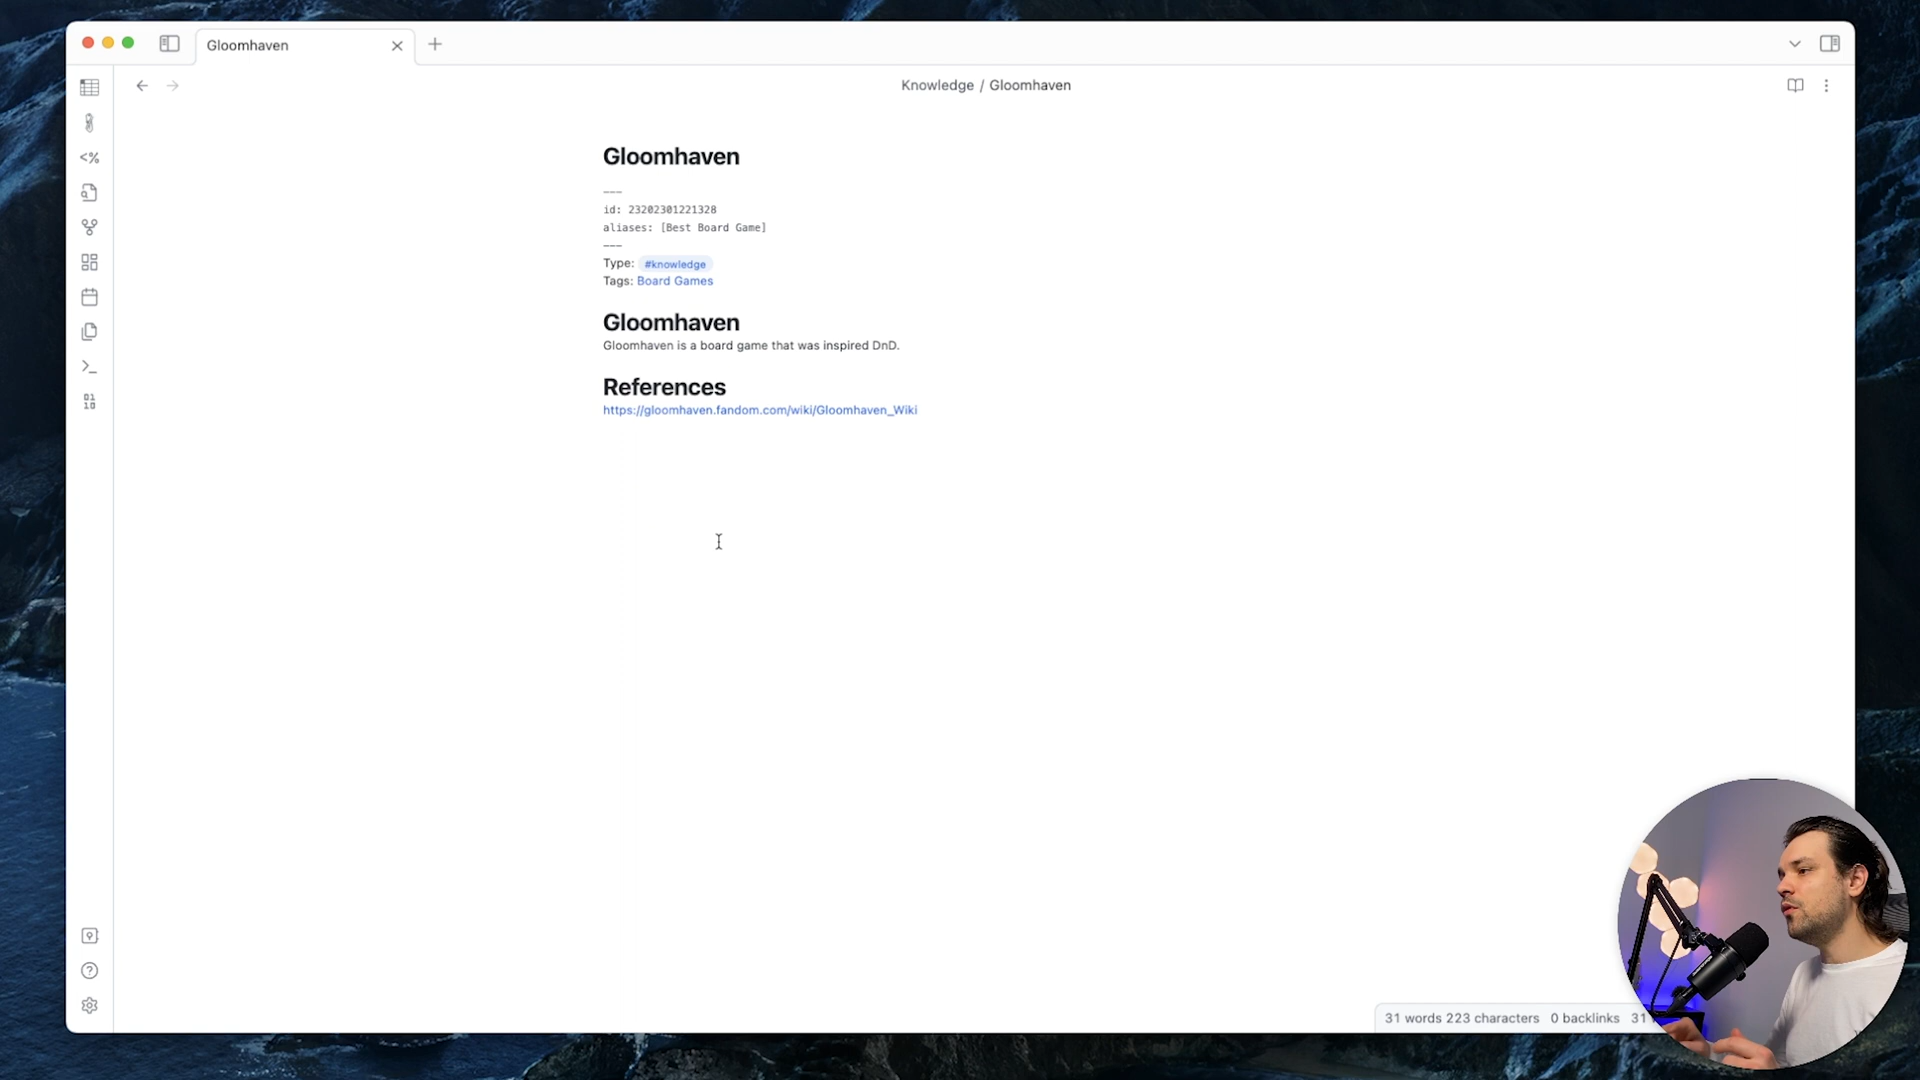 Gloomhaven
Knowledge / Gloomhaven
<%
Gloomhaven
---
id: 23202301221328
aliases: [Best Board Game]
---
Type: #knowledge
Tags: Board Games
Gloomhaven
Gloomhaven is a board game that was inspired DnD.
References
https://gloomhaven.fandom.com/wiki/Gloomhaven_Wiki
31 words 223 characters 0 backlinks 31